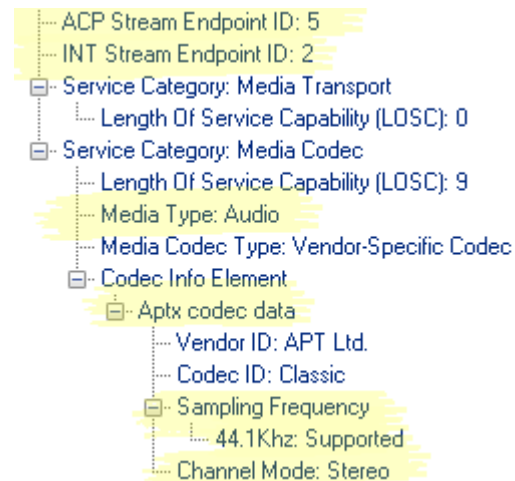 ACP Stream Endpoint ID: 5
INT Stream Endpoint ID: 2
Service Category: Media Transport
Length Of Service Capability (LOSC): 0
Service Category: Media Codec
Length Of Service Capability (LOSC): 9
Media Type: Audio
Media Codec Type: Vendor-Specific Codec
Codec Info Element
Aptx codec data
Vendor ID: APT Ltd.
Codec ID: Classic
Sampling Frequency
44.1Khz: Supported
Channel Mode: Stereo